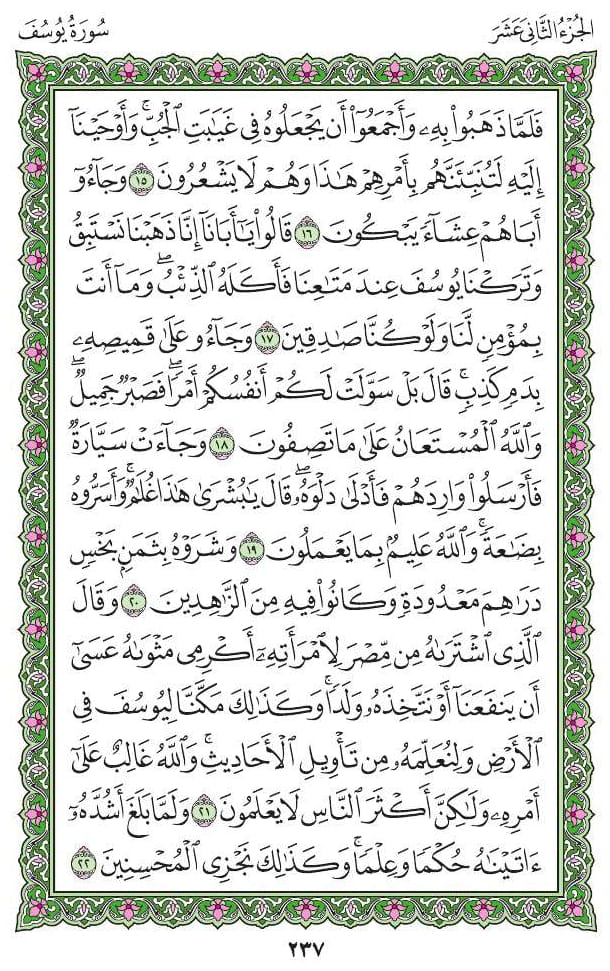 الجُزْءُ الثَّانِي عَشَرَ
سُورَةُ يُوسُفَ
فَلَمَّا ذَهَبُوا۟ بِهِۦ وَأَجْمَعُوٓا۟ أَن يَجْعَلُوهُ فِى غَيَـٰبَتِ ٱلْجُبِّ ۚ وَأَوْحَيْنَآ
إِلَيْهِ لَتُنَبِّئَنَّهُم بِأَمْرِهِمْ هَـٰذَا وَهُمْ لَا يَشْعُرُونَ ١٥ وَجَآءُوٓ
أَبَاهُمْ عِشَآءً يَبْكُونَ ١٦ قَالُوا۟ يَـٰٓأَبَانَآ إِنَّا ذَهَبْنَا نَسْتَبِقُ
وَتَرَكْنَا يُوسُفَ عِندَ مَتَـٰعِنَا فَأَكَلَهُ ٱلذِّئْبُ ۖ وَمَآ أَنتَ
بِمُؤْمِنٍ لَّنَا وَلَوْ كُنَّا صَـٰدِقِينَ ١٧ وَجَآءُو عَلَىٰ قَمِيصِهِۦ
بِدَمٍ كَذِبٍ ۚ قَالَ بَلْ سَوَّلَتْ لَكُمْ أَنفُسُكُمْ أَمْرًا ۖ فَصَبْرٌ جَمِيلٌ ۖ
وَٱللَّهُ ٱلْمُسْتَعَانُ عَلَىٰ مَا تَصِفُونَ ١٨ وَجَآءَتْ سَيَّارَةٌ
فَأَرْسَلُوا۟ وَارِدَهُمْ فَأَدْلَىٰ دَلْوَهُۥ ۖ قَالَ يَـٰبُشْرَىٰ هَـٰذَا غُلَـٰمٌ ۚ وَأَسَرُّوهُ
بِضَـٰعَةً ۚ وَٱللَّهُ عَلِيمٌۢ بِمَا يَعْمَلُونَ ١٩ وَشَرَوْهُ بِثَمَنٍۭ بَخْسٍ
دَرَٰهِمَ مَعْدُودَةٍ وَكَانُوا۟ فِيهِ مِنَ ٱلزَّٰهِدِينَ ٢٠ وَقَالَ
ٱلَّذِى ٱشْتَرَىٰهُ مِن مِّصْرَ لِٱمْرَأَتِهِۦٓ أَكْرِمِى مَثْوَىٰهُ عَسَىٰٓ
أَن يَنفَعَنَآ أَوْ نَتَّخِذَهُۥ وَلَدًا ۚ وَكَذَٰلِكَ مَكَّنَّا لِيُوسُفَ فِى
ٱلْأَرْضِ وَلِنُعَلِّمَهُۥ مِن تَأْوِيلِ ٱلْأَحَادِيثِ ۚ وَٱللَّهُ غَالِبٌ عَلَىٰٓ
أَمْرِهِۦ وَلَـٰكِنَّ أَكْثَرَ ٱلنَّاسِ لَا يَعْلَمُونَ ٢١ وَلَمَّا بَلَغَ أَشُدَّهُۥٓ
ءَاتَيْنَـٰهُ حُكْمًا وَعِلْمًا ۚ وَكَذَٰلِكَ نَجْزِى ٱلْمُحْسِنِينَ ٢٢
٢٣٧